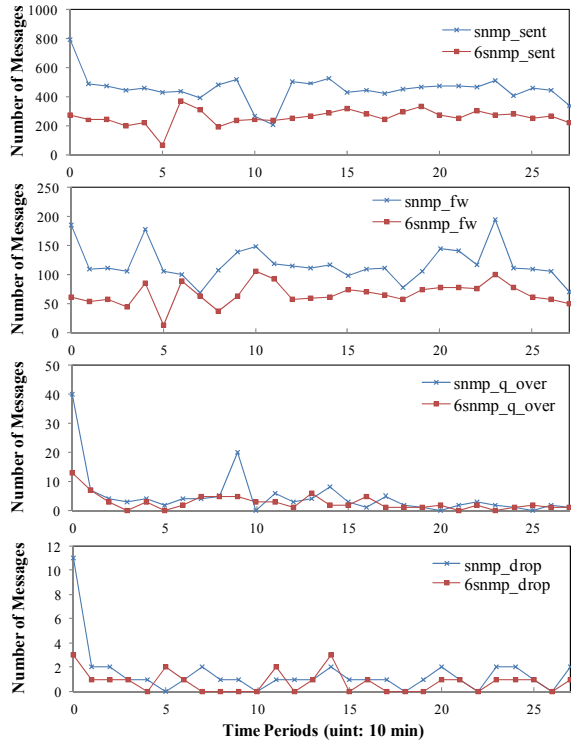 Number of Messages
1000
800
600
400
200
0
snmp_sent
6snmp_sent
0 5 10 15 20 25
Number of Messages
250
200
150
100
50
0
snmp_fw
6snmp_fw
0 5 10 15 20 25
Number of Messages
50
40
30
20
10
0
snmp_q_over
6snmp_q_over
0 5 10 15 20 25
Number of Messages
12
10
8
6
4
2
0
snmp_drop
6snmp_drop
0 5 10 15 20 25
Time Periods (uint: 10 min)